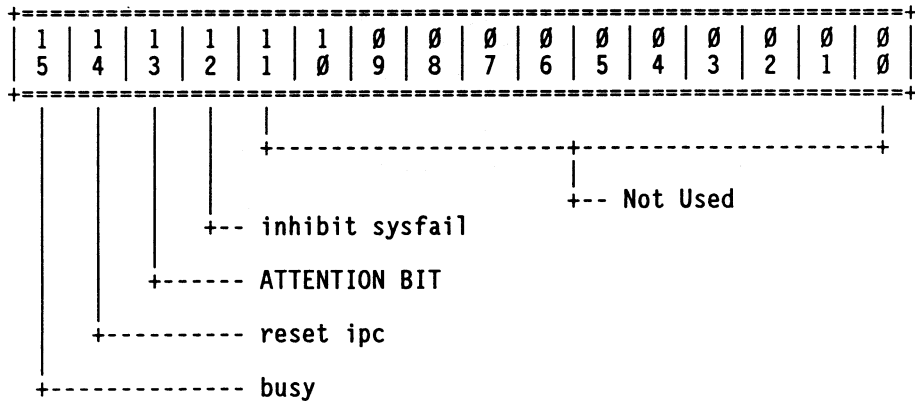 | 1 | 1 | 1 | 1 | 1 | 1 | Ø | Ø | Ø | Ø | Ø | Ø | Ø | Ø | Ø | Ø |
| 5 | 4 | 3 | 2 | 1 | Ø | 9 | 8 | 7 | 6 | 5 | 4 | 3 | 2 | 1 | Ø |
Not Used
inhibit sysfail
ATTENTION BIT
reset ipc
busy